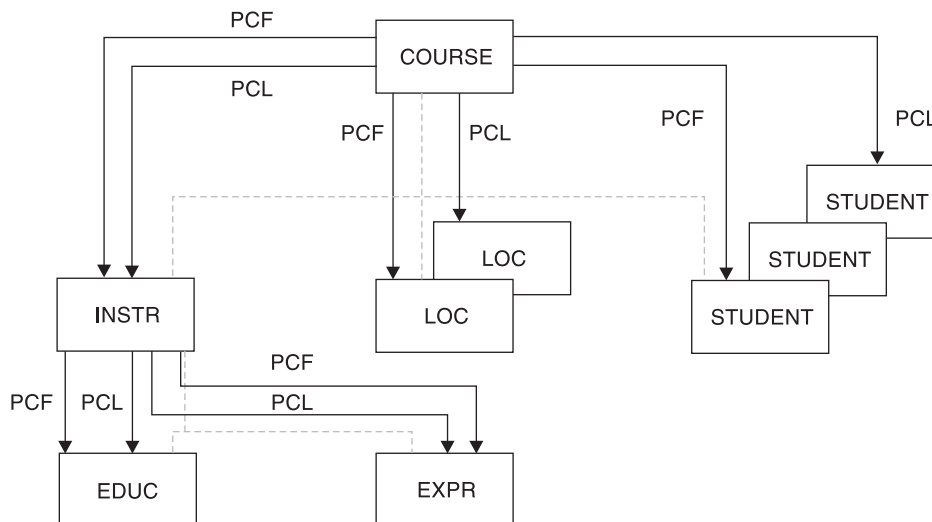 PCF
COURSE
PCL
PCF
PCL
PCF
PCL
STUDENT
LOC
STUDENT
INSTR
LOC
STUDENT
PCF
PCF
PCL
PCL
EDUC
EXPR